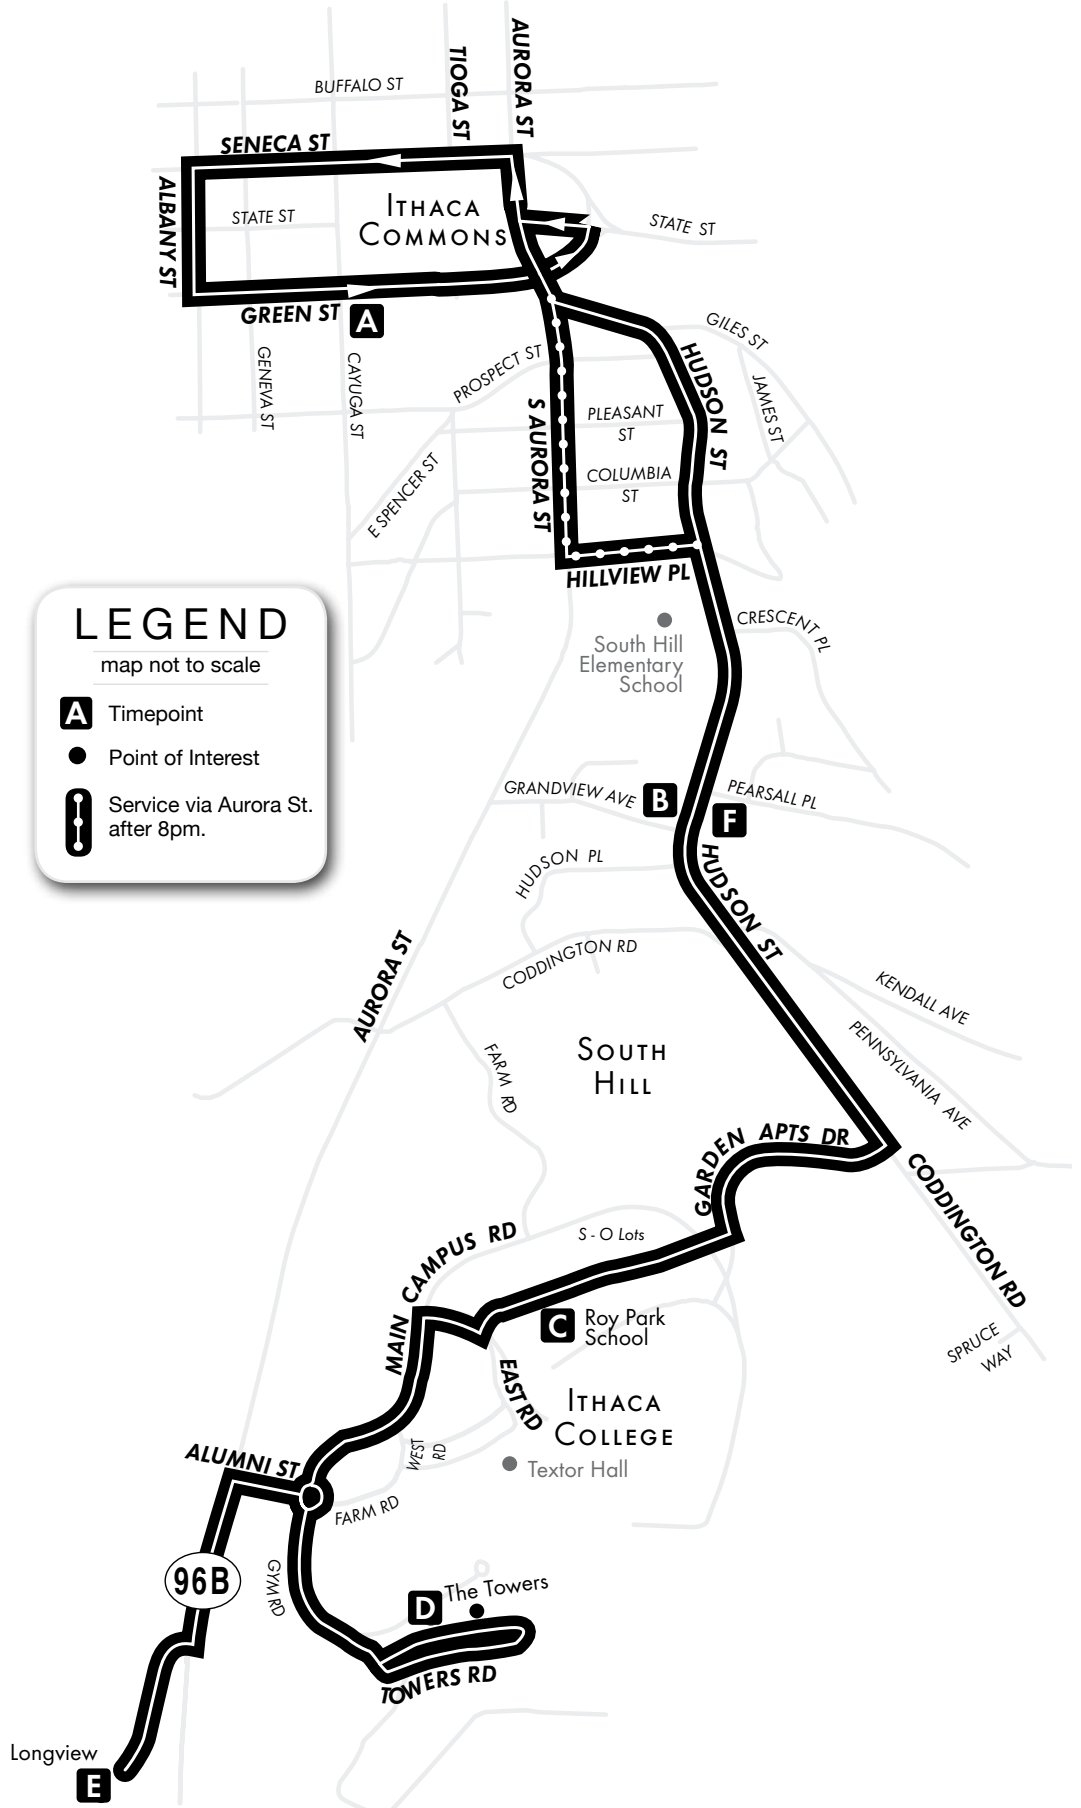 AURORA ST
TIOGA ST
BUFFALO ST
SENECA ST
ALBANY ST
STATE ST
ITHACA
COMMONS
STATE ST
GREEN ST
A
GENEVA ST
CAYUGA ST
PROSPECT ST
GILES ST
HUDSON ST
JAMES ST
S AURORA ST
PLEASANT
ST
COLUMBIA
ST
E SPENCER ST
HILLVIEW PL
LEGEND
map not to scale
A
Timepoint
Point of Interest
Service via Aurora St.
after 8pm.
South Hill
Elementary
School
CRESCENT PL
GRANDVIEW AVE
B
PEARSALL PL
F
HUDSON PL
HUDSON ST
CODDINGTON RD
AURORA ST
KENDALL AVE
PENNSYLVANIA AVE
FARM RD
SOUTH
HILL
GARDEN APTS DR
CODDINGTON RD
S - O Lots
MAIN CAMPUS RD
C
Roy Park
School
SPRUCE
WAY
EAST RD
ITHACA
COLLEGE
WEST
RD
Textor Hall
ALUMNI ST
FARM RD
96B
GYM RD
D
The Towers
TOWERS RD
Longview
E